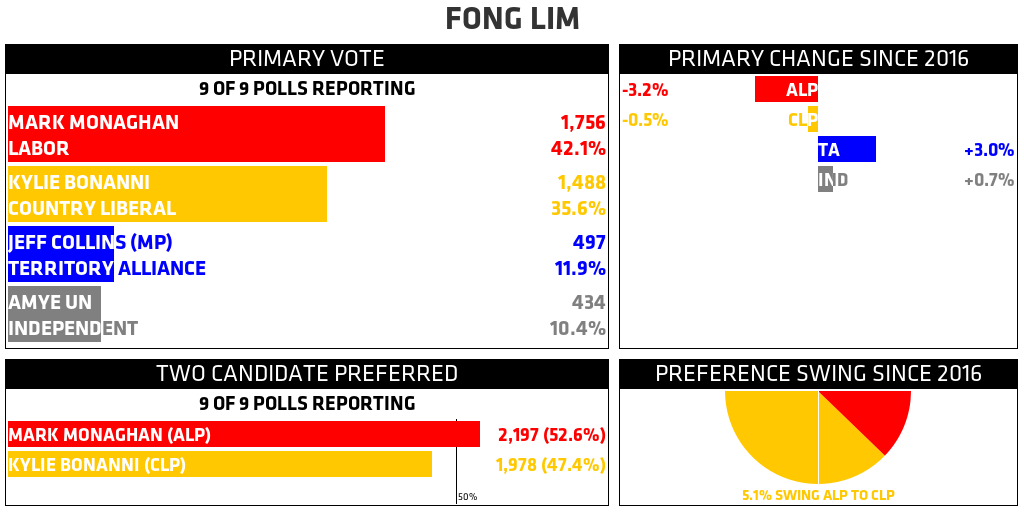 FONG LIM
PRIMARY VOTE
9 OF 9 POLLS REPORTING
MARK MONAGHAN 1,756
LABOR 42.1%
KYLIE BONANNI 1,488
COUNTRY LIBERAL 35.6%
JEFF COLLINS (MP) 497
TERRITORY ALLIANCE 11.9%
AMYE UN 434
INDEPENDENT 10.4%
PRIMARY CHANGE SINCE 2016
-3.2% ALP
-0.5% CLP
TA +3.0%
IND +0.7%
TWO CANDIDATE PREFERRED
9 OF 9 POLLS REPORTING
MARK MONAGHAN (ALP) 2,197 (52.6%)
KYLIE BONANNI (CLP) 1,978 (47.4%)
50%
PREFERENCE SWING SINCE 2016
5.1% SWING ALP TO CLP